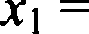 x₁ =